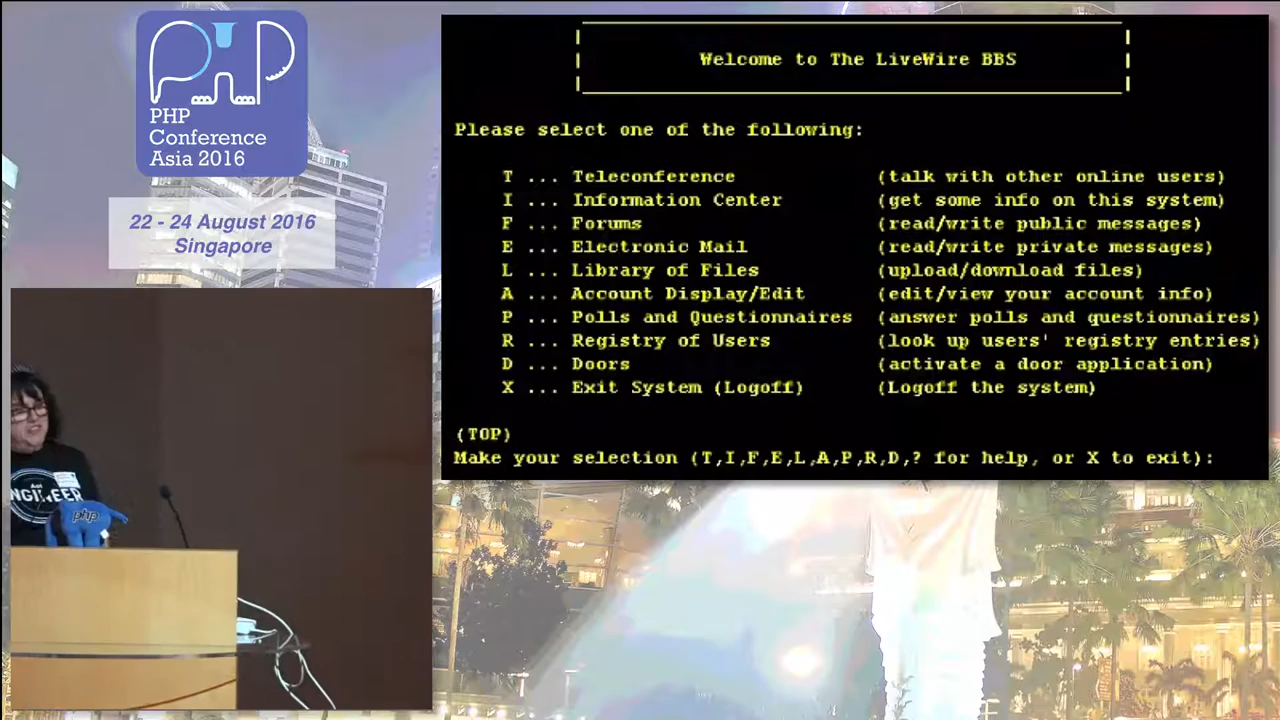 PHP
Conference
Asia 2016
22 - 24 August 2016
Singapore
Welcome to The LiveWire BBS
Please select one of the following:
T ... Teleconference (talk with other online users)
I ... Information Center (get some info on this system)
F ... Forums (read/write public messages)
E ... Electronic Mail (read/write private messages)
L ... Library of Files (upload/download files)
A ... Account Display/Edit (edit/view your account info)
P ... Polls and Questionnaires (answer polls and questionnaires)
R ... Registry of Users (look up users' registry entries)
D ... Doors (activate a door application)
X ... Exit System (Logoff) (Logoff the system)
(TOP)
Make your selection (T,I,F,E,L,A,P,R,D,? for help, or X to exit):
php